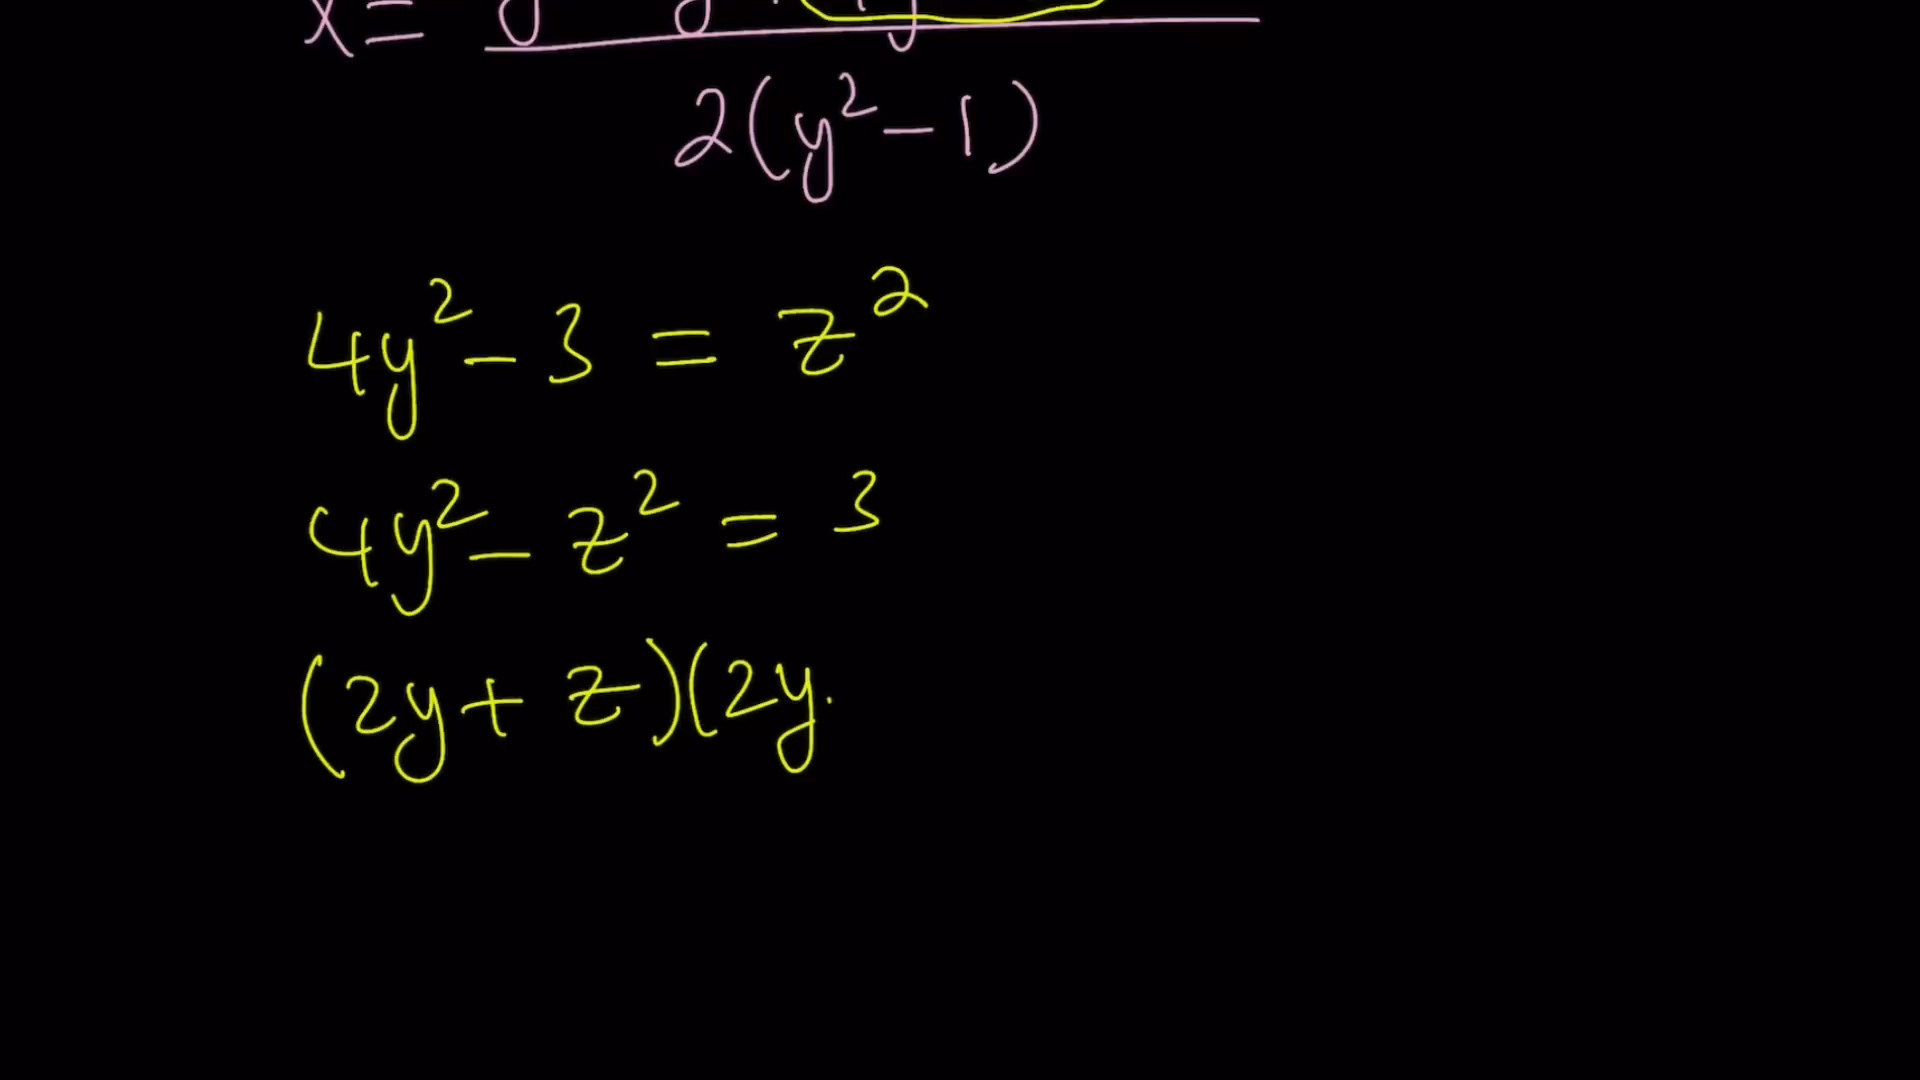 x =
2(y² - 1)
4y² - 3 = z²
4y² - z² = 3
(2y + z)(2y